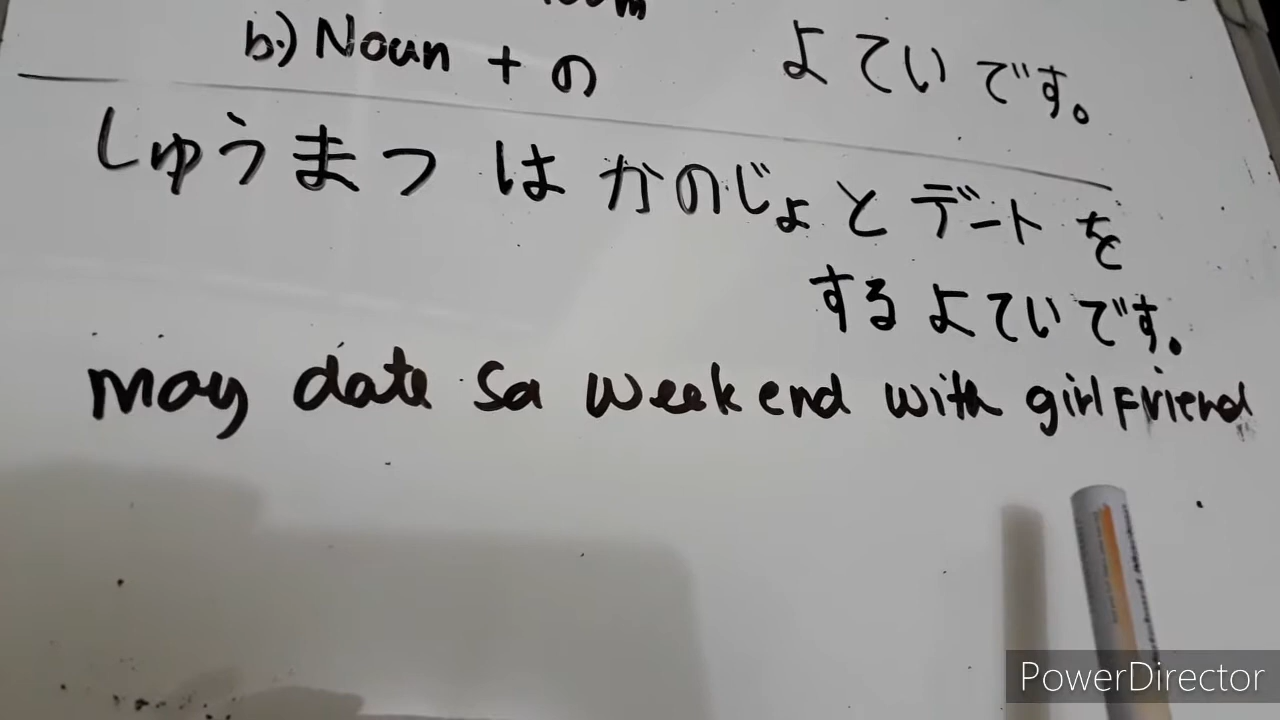 b.) Noun + の よてい です。
しゅうまつ は かのじょ と デート を
する よてい です。
may date sa weekend with girlfriend
PowerDirector